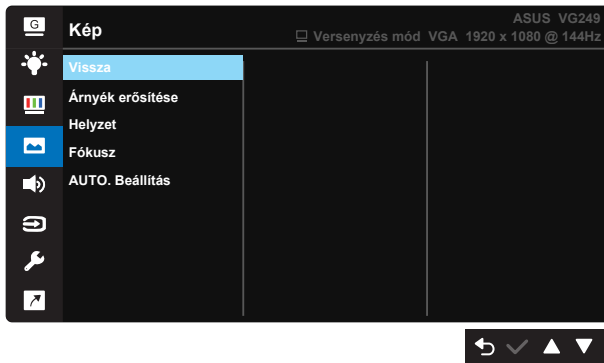 G
Kép
ASUS VG249
Versenyzés mód VGA 1920 x 1080 @ 144Hz
Vissza
Árnyék erősítése
Helyzet
Fókusz
AUTO. Beállítás